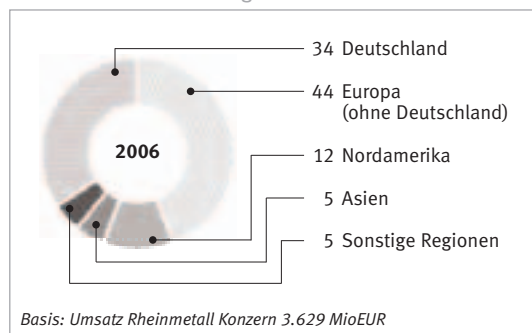 34 Deutschland
44 Europa
(ohne Deutschland)
2006
12 Nordamerika
5 Asien
5 Sonstige Regionen
Basis: Umsatz Rheinmetall Konzern 3.629 MioEUR